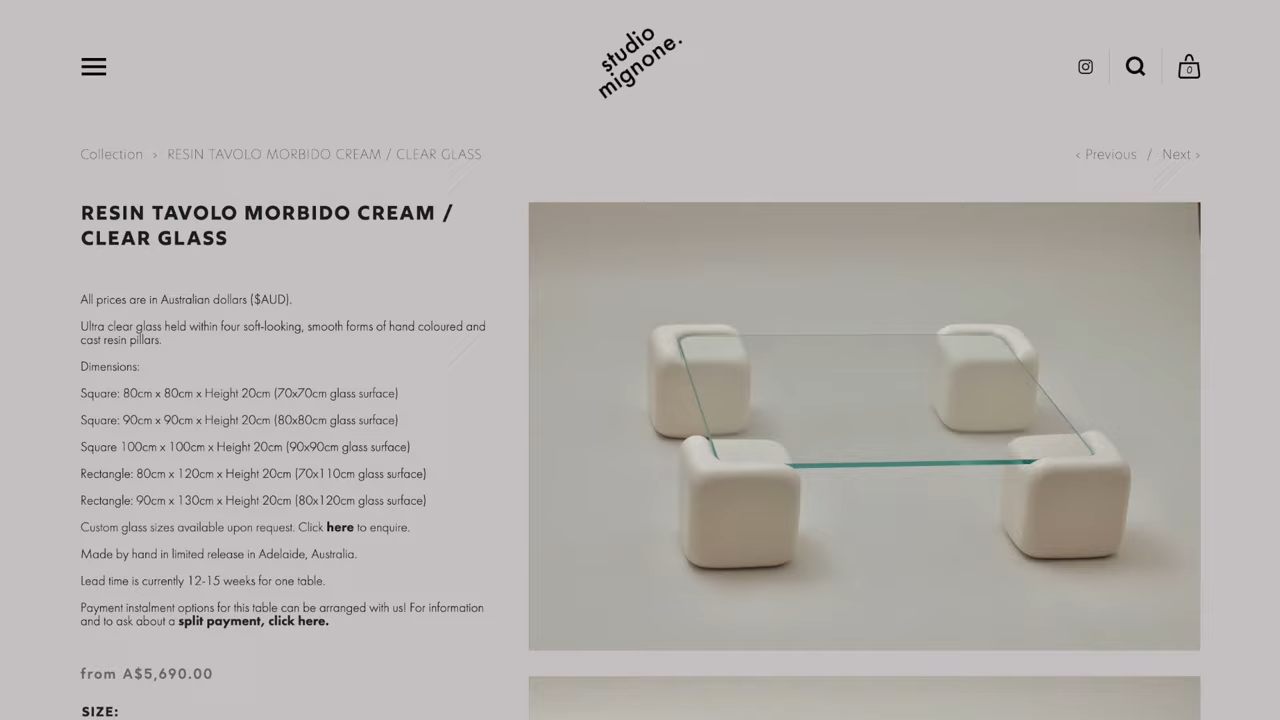 studio
mignone.
0
Collection › RESIN TAVOLO MORBIDO CREAM / CLEAR GLASS
‹ Previous / Next ›
RESIN TAVOLO MORBIDO CREAM /
CLEAR GLASS
All prices are in Australian dollars ($AUD).
Ultra clear glass held within four soft-looking, smooth forms of hand coloured and
cast resin pillars.
Dimensions:
Square: 80cm x 80cm x Height 20cm (70x70cm glass surface)
Square: 90cm x 90cm x Height 20cm (80x80cm glass surface)
Square 100cm x 100cm x Height 20cm (90x90cm glass surface)
Rectangle: 80cm x 120cm x Height 20cm (70x110cm glass surface)
Rectangle: 90cm x 130cm x Height 20cm (80x120cm glass surface)
Custom glass sizes available upon request. Click here to enquire.
Made by hand in limited release in Adelaide, Australia.
Lead time is currently 12-15 weeks for one table.
Payment instalment options for this table can be arranged with us! For information
and to ask about a split payment, click here.
from A$5,690.00
SIZE: